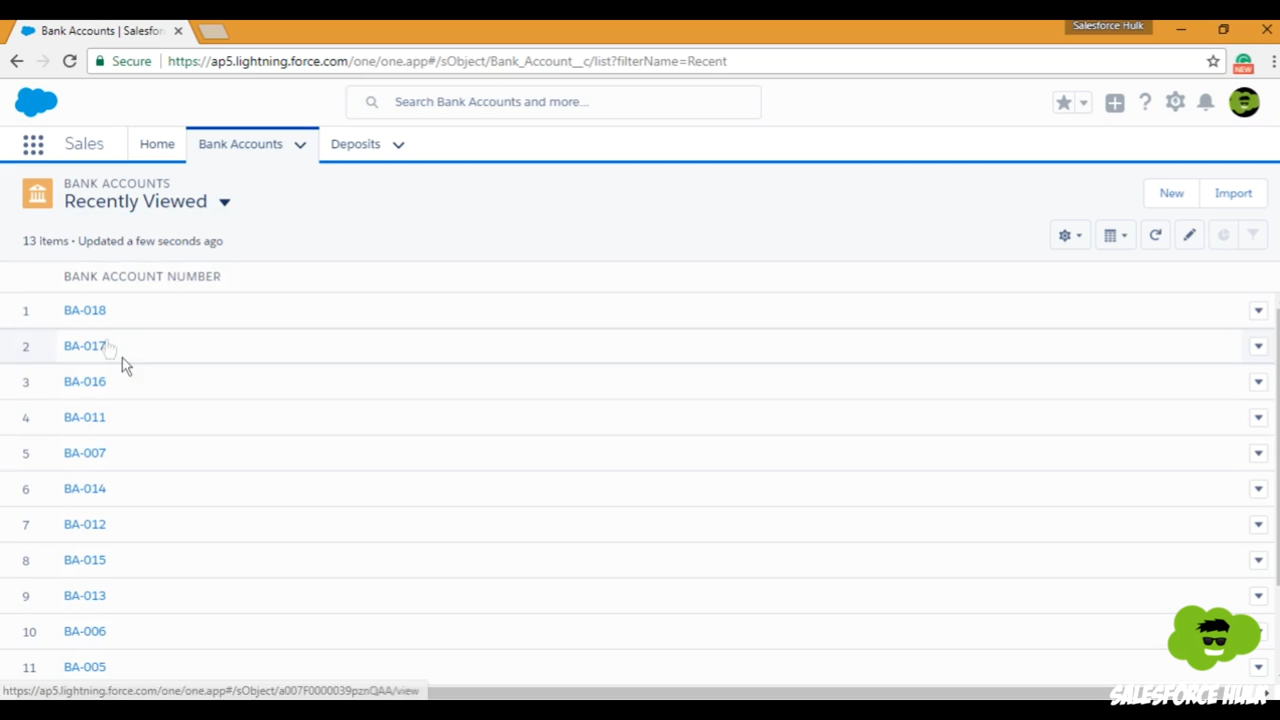 Bank Accounts | Salesfor
Salesforce Hulk
Secure
https://ap5.lightning.force.com/one/one.app#/sObject/Bank_Account__c/list?filterName=Recent
NEW
Search Bank Accounts and more...
Sales
Home
Bank Accounts
Deposits
BANK ACCOUNTS
Recently Viewed
New
Import
13 items • Updated a few seconds ago
BANK ACCOUNT NUMBER
1 BA-018
2 BA-017
3 BA-016
4 BA-011
5 BA-007
6 BA-014
7 BA-012
8 BA-015
9 BA-013
10 BA-006
11 BA-005
https://ap5.lightning.force.com/one/one.app#/sObject/a007F0000039pznQAA/view
SALESFORCE HULK